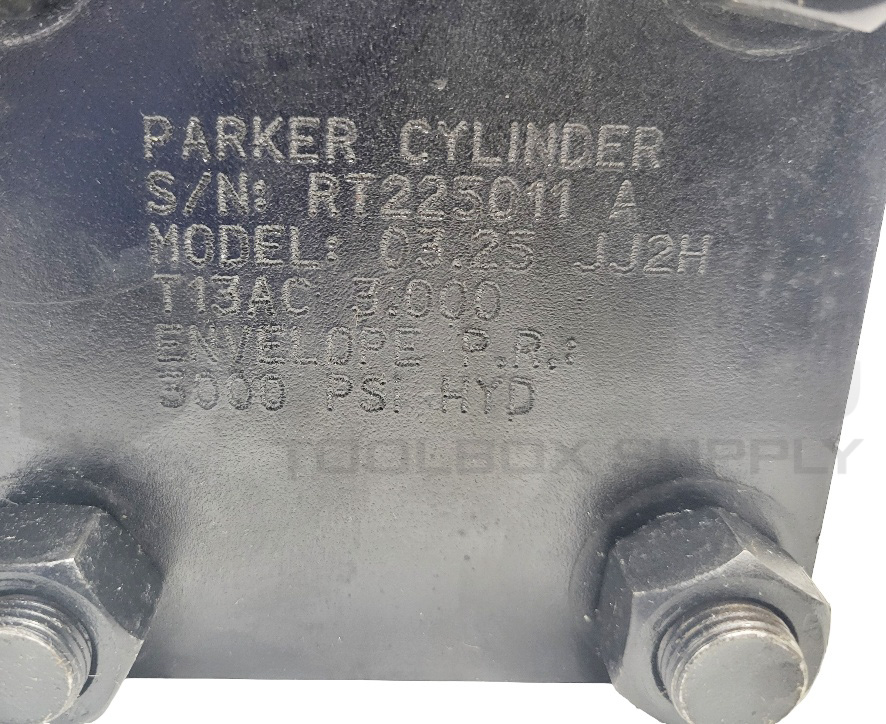 PARKER CYLINDER
S/N: RT225011 A
MODEL: 03.25 JJ2H
T13AC 3.000
ENVELOPE P.R.:
3000 PSI HYD
TOOLBOX SUPPLY